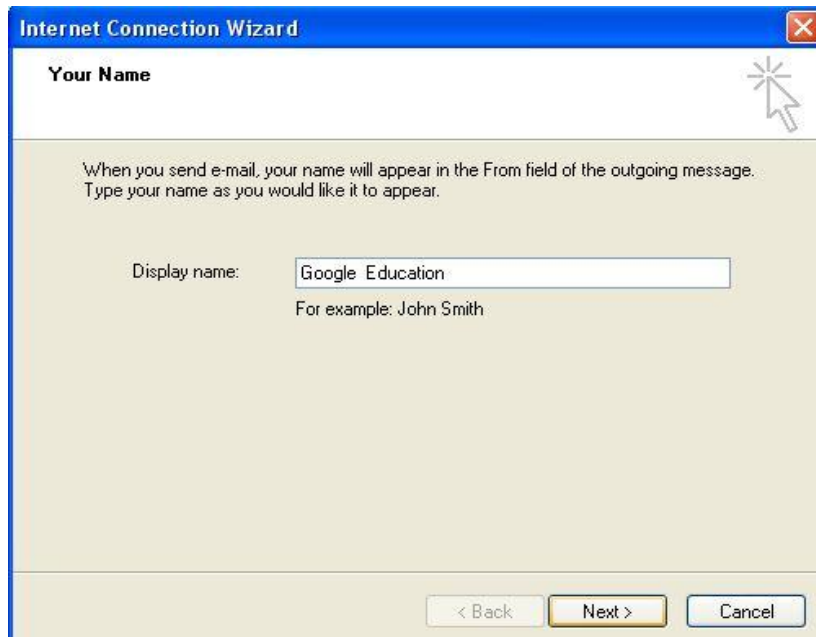 Internet Connection Wizard
Your Name
When you send e-mail, your name will appear in the From field of the outgoing message.
Type your name as you would like it to appear.
Display name: Google  Education
For example: John Smith
< Back Next > Cancel